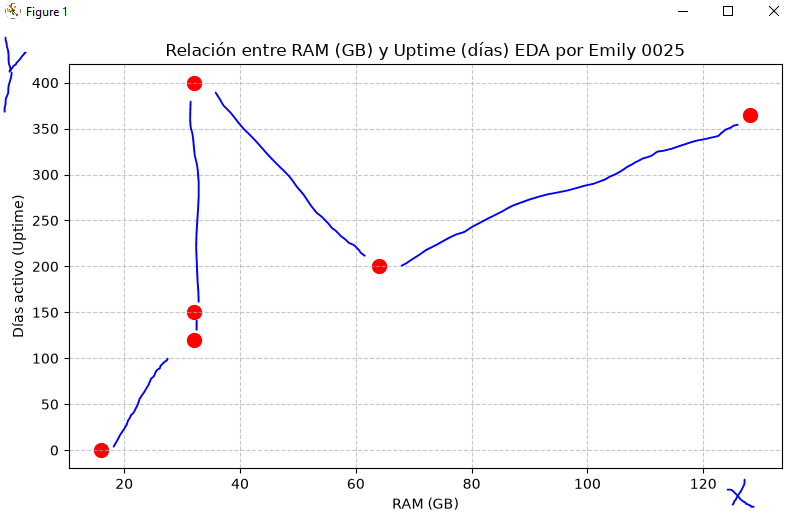 Figure 1
Relación entre RAM (GB) y Uptime (días) EDA por Emily 0025
Y
Días activo (Uptime)
400
350
300
250
200
150
100
50
0
20 40 60 80 100 120
RAM (GB)
X